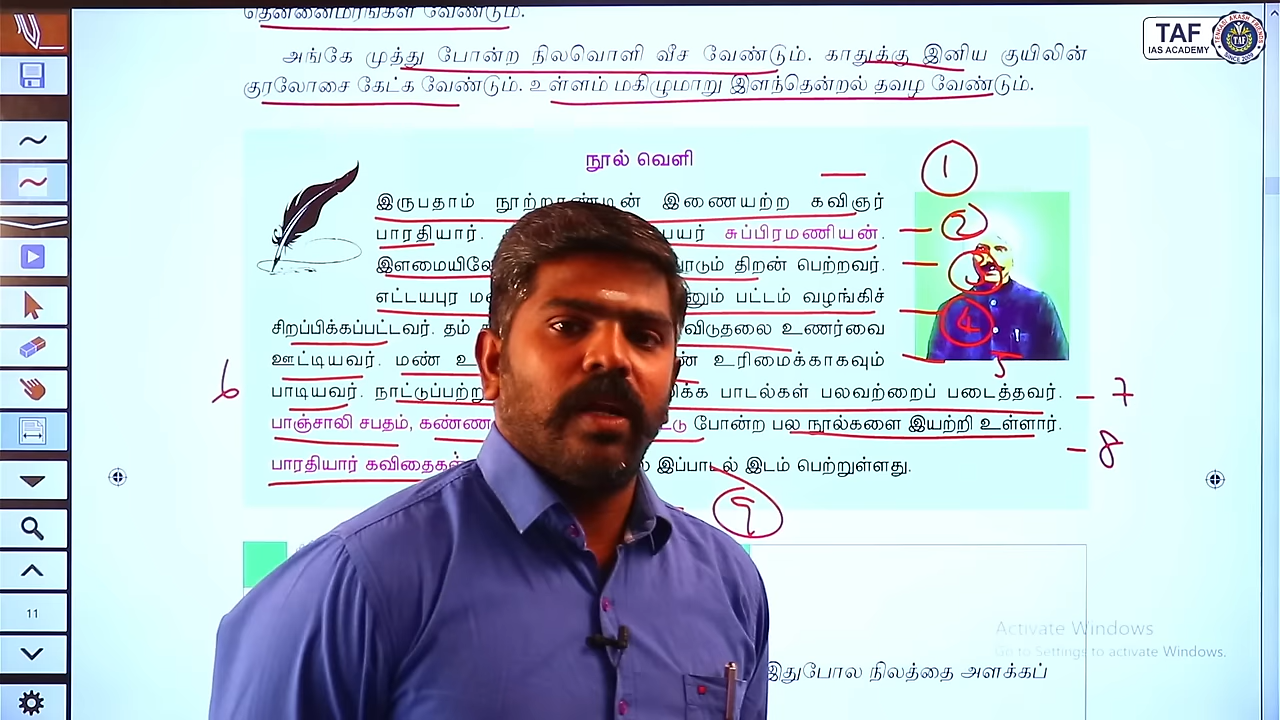 தென்னைமரங்கள் வேண்டும்.
TAF
IAS ACADEMY
TAF
அங்கே முத்து போன்ற நிலவொளி வீச வேண்டும். காதுக்கு இனிய குயிலின்
குரலோசை கேட்க வேண்டும். உள்ளம் மகிழுமாறு இளந்தென்றல் தவழ வேண்டும்.
நூல் வெளி
1
இருபதாம் நூற்றாண்டின் இணையற்ற கவிஞர்
பாரதியார். பெயர் சுப்பிரமணியன்.
2
திறன் பெற்றவர்.
3
எட்டயபுர பட்டம் வழங்கிச்
4
சிறப்பிக்கப்பட்டவர். தம் விடுதலை உணர்வை
ஊட்டியவர். மண் உரிமைக்காகவும்
5
6
பாடியவர். பாடல்கள் பலவற்றைப் படைத்தவர்.
7
பாஞ்சாலி சபதம், போன்ற பல நூல்களை இயற்றி உள்ளார்.
8
பாரதியார் கவிதைகள் இப்பாடல் இடம் பெற்றுள்ளது.
9
11
Activate Windows
Go to Settings to activate Windows.
இதுபோல நிலத்தை அளக்கப்